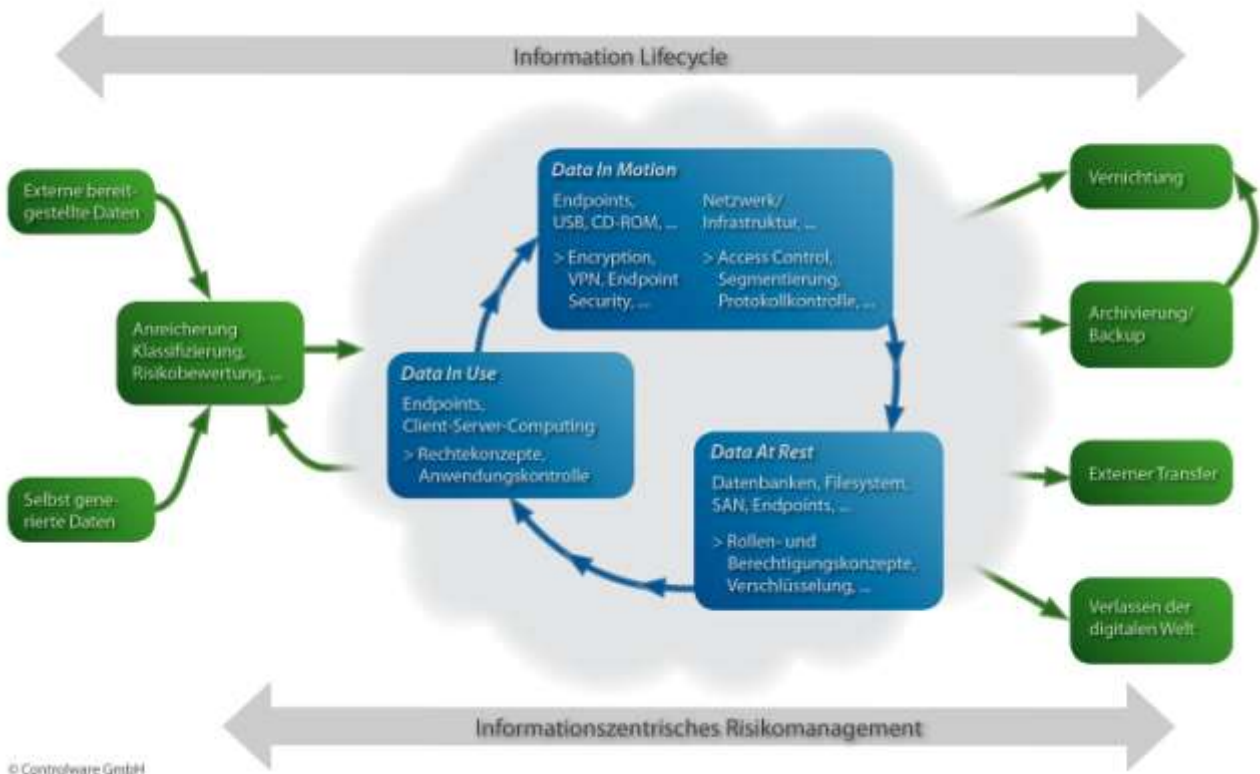 Information Lifecycle
Externe bereit-
gestellte Daten
Anreicherung
Klassifizierung,
Risikobewertung, ...
Selbst gene-
rierte Daten
Data In Motion
Endpoints,
USB, CD-ROM, ...
> Encryption,
VPN, Endpoint
Security, ...
Netzwerk/
Infrastruktur, ...
> Access Control,
Segmentierung,
Protokollkontrolle, ...
Data In Use
Endpoints,
Client-Server-Computing
> Rechtekonzepte,
Anwendungskontrolle
Data At Rest
Datenbanken, Filesystem,
SAN, Endpoints, ...
> Rollen- und
Berechtigungskonzepte,
Verschlüsselung, ...
Vernichtung
Archivierung/
Backup
Externer Transfer
Verlassen der
digitalen Welt
Informationszentrisches Risikomanagement
© Controlware GmbH